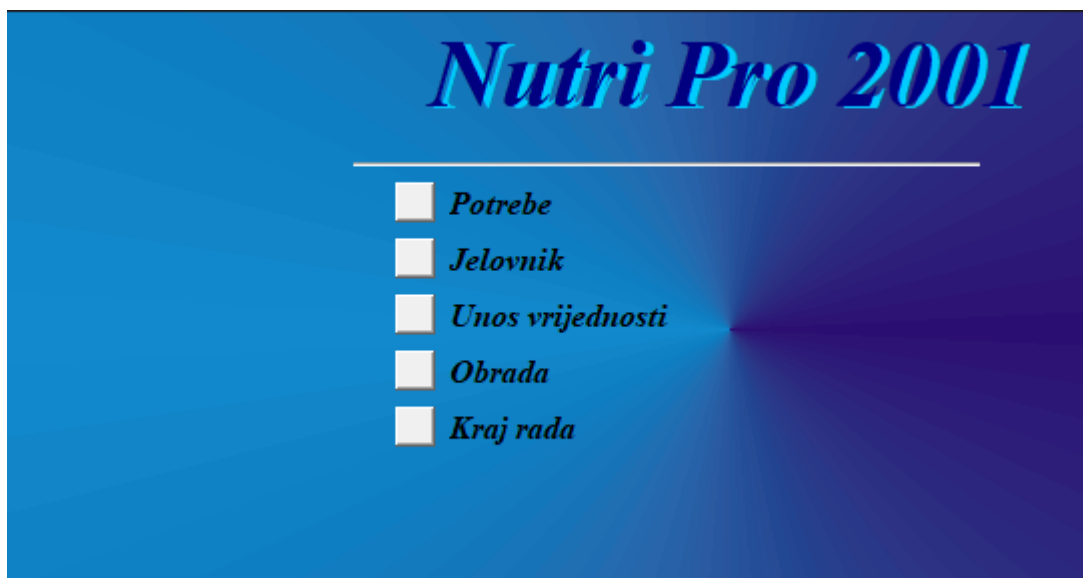 Nutri Pro 2001
Potrebe
Jelovnik
Unos vrijednosti
Obrada
Kraj rada